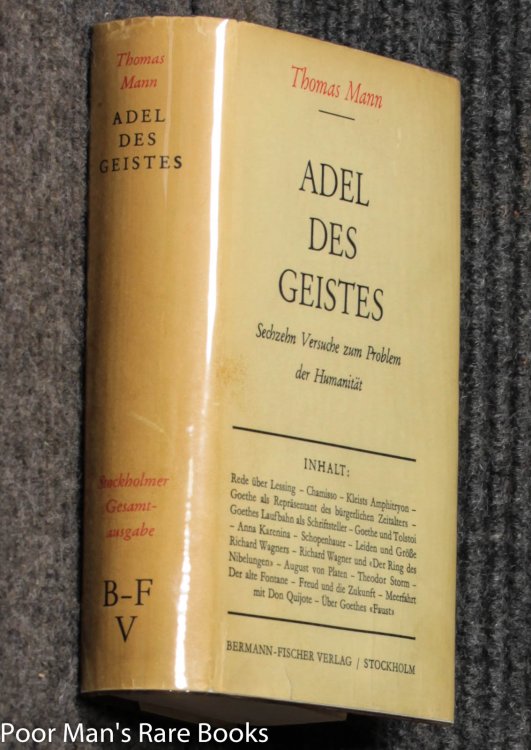 Thomas
Mann
ADEL
DES
GEISTES
Stockholmer
Gesamt-
ausgabe
B-F
V
Thomas Mann
ADEL
DES
GEISTES
Sechzehn Versuche zum Problem
der Humanität
INHALT:
Rede über Lessing – Chamisso – Kleists Amphitryon –
Goethe als Repräsentant des bürgerlichen Zeitalters –
Goethes Laufbahn als Schriftsteller – Goethe und Tolstoi
– Anna Karenina – Schopenhauer – Leiden und Größe
Richard Wagners – Richard Wagner und «Der Ring des
Nibelungen» – August von Platen – Theodor Storm –
Der alte Fontane – Freud und die Zukunft – Meerfahrt
mit Don Quijote – Über Goethes «Faust»
BERMANN-FISCHER VERLAG / STOCKHOLM
Poor Man's Rare Books